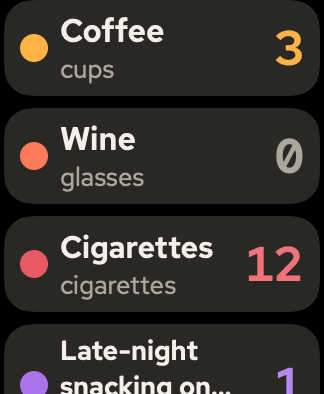 Coffee
3
cups
Wine
0
glasses
Cigarettes
12
cigarettes
Late-night
snacking on...
1